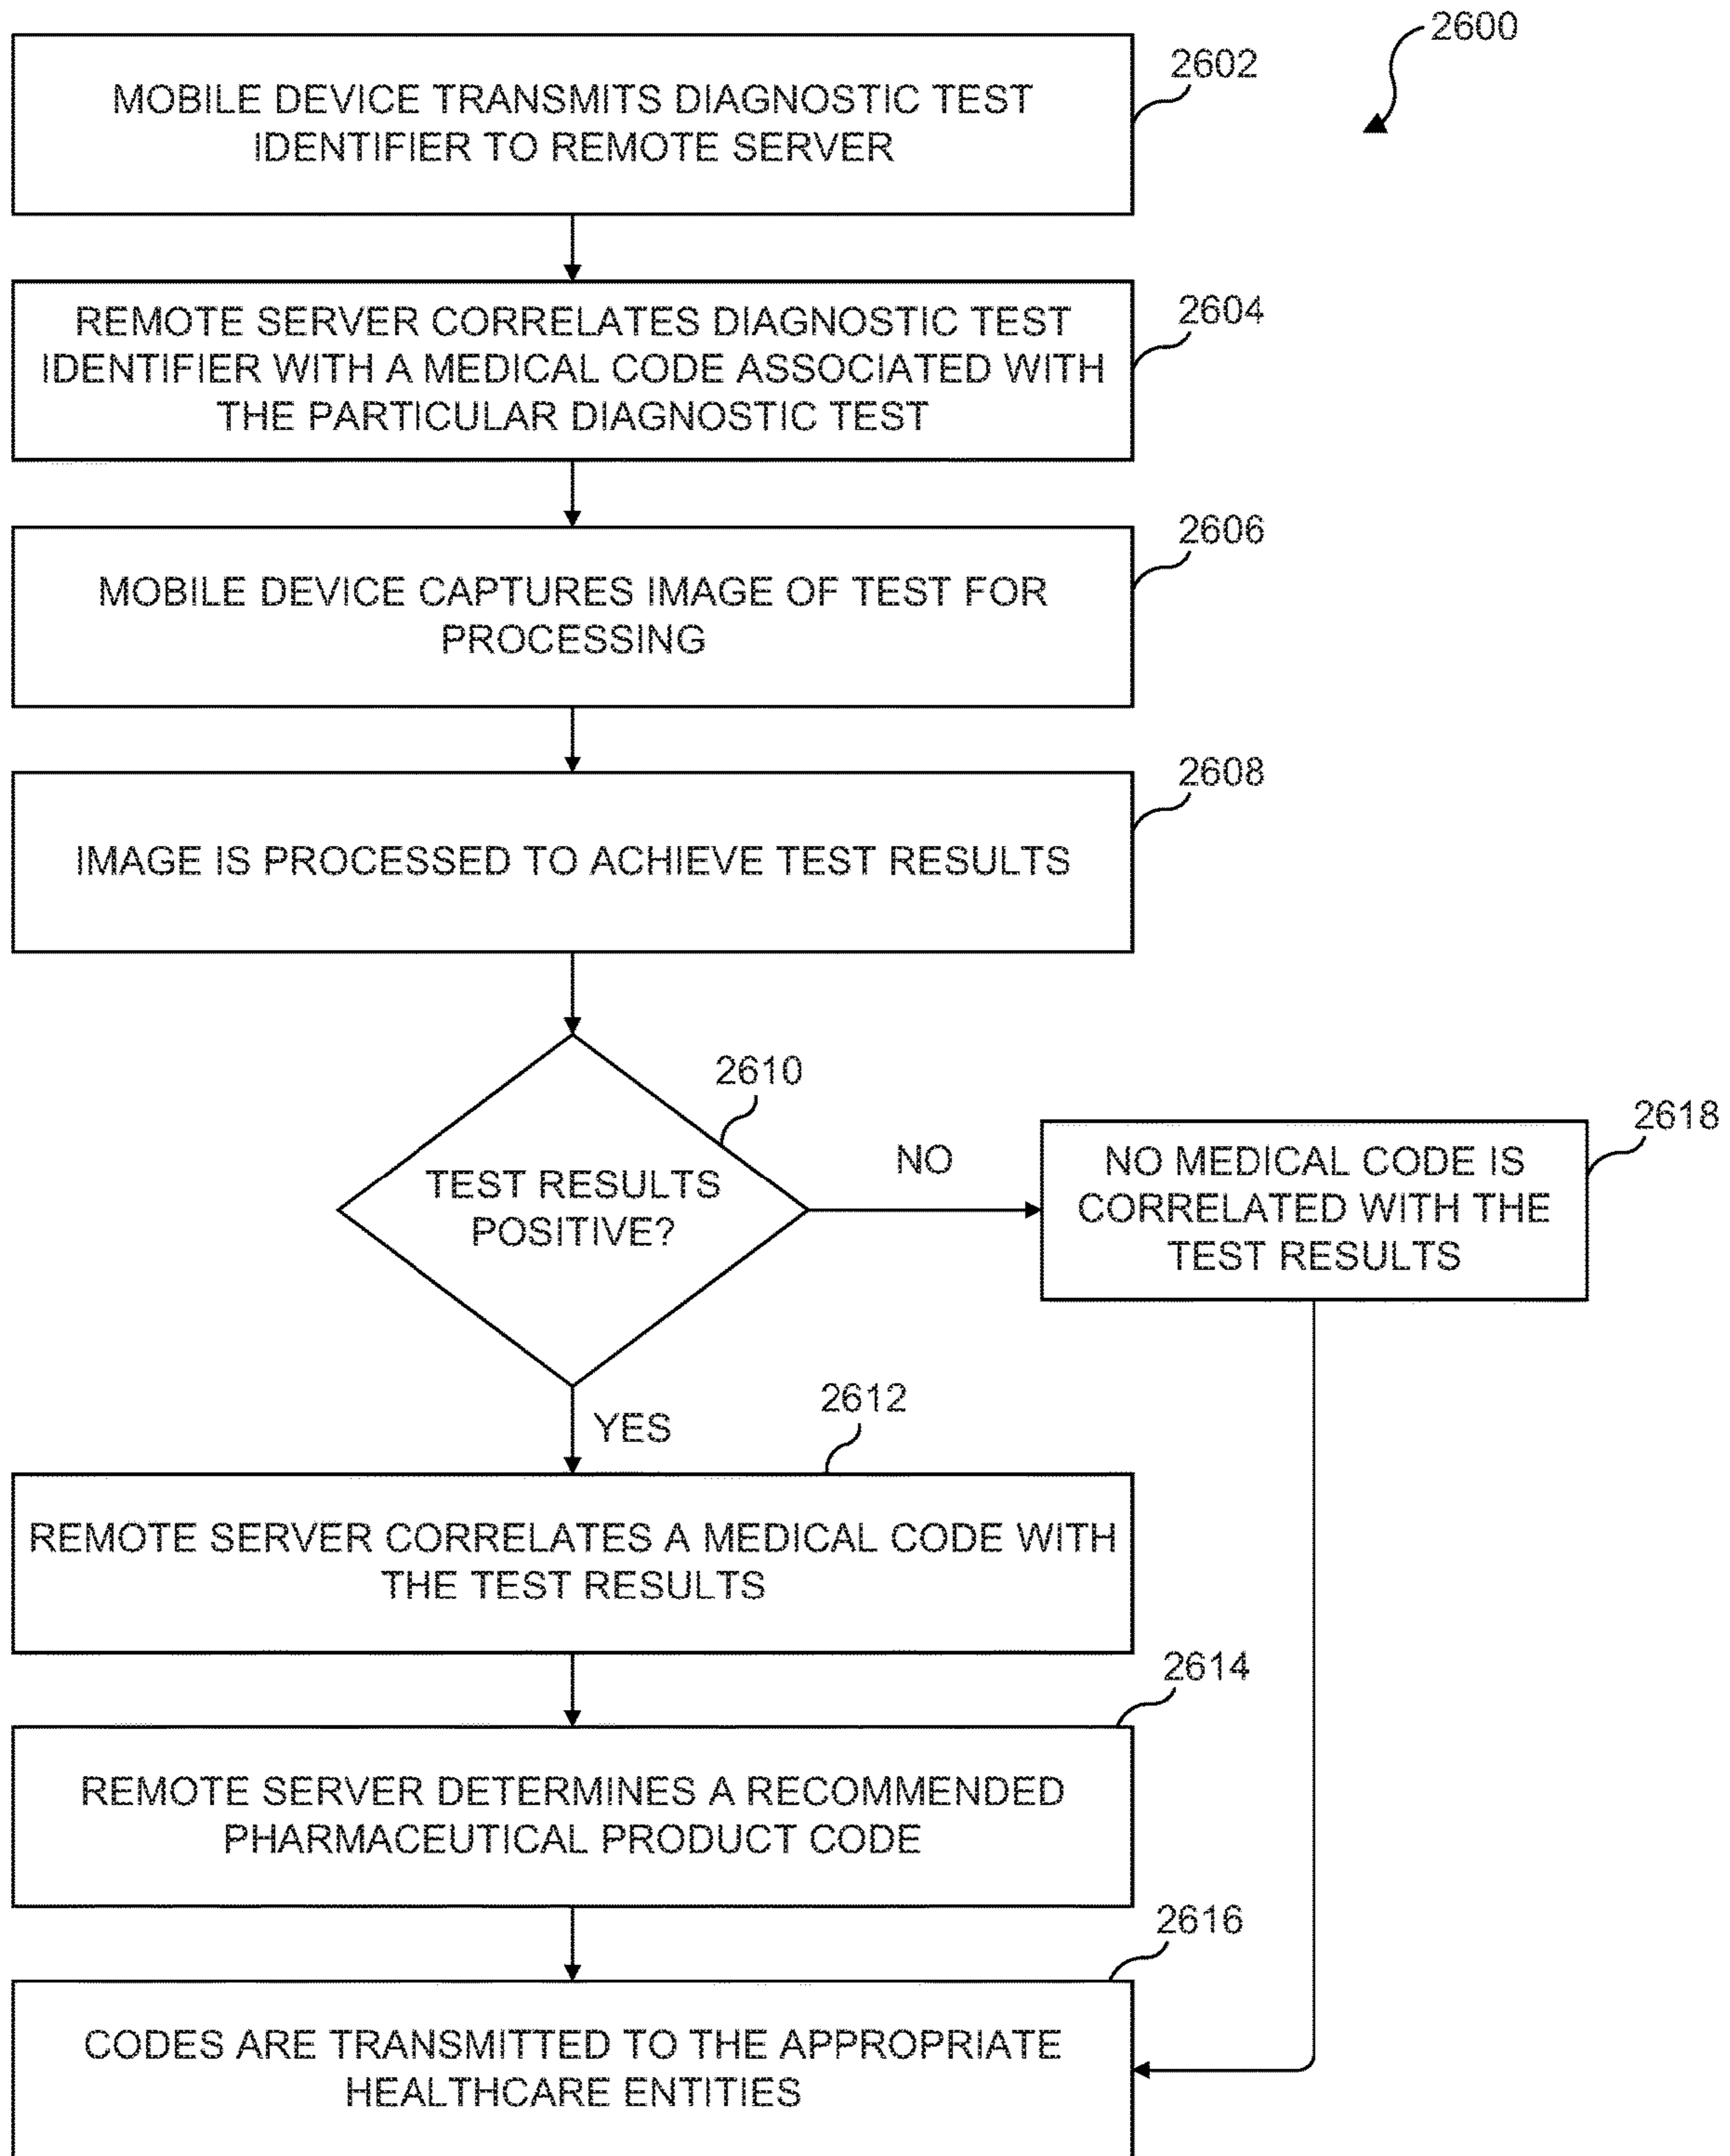 2600
2602
MOBILE DEVICE TRANSMITS DIAGNOSTIC TEST
IDENTIFIER TO REMOTE SERVER
2604
REMOTE SERVER CORRELATES DIAGNOSTIC TEST
IDENTIFIER WITH A MEDICAL CODE ASSOCIATED WITH
THE PARTICULAR DIAGNOSTIC TEST
2606
MOBILE DEVICE CAPTURES IMAGE OF TEST FOR
PROCESSING
2608
IMAGE IS PROCESSED TO ACHIEVE TEST RESULTS
2610
TEST RESULTS
POSITIVE?
NO
2618
NO MEDICAL CODE IS
CORRELATED WITH THE
TEST RESULTS
YES
2612
REMOTE SERVER CORRELATES A MEDICAL CODE WITH
THE TEST RESULTS
2614
REMOTE SERVER DETERMINES A RECOMMENDED
PHARMACEUTICAL PRODUCT CODE
2616
CODES ARE TRANSMITTED TO THE APPROPRIATE
HEALTHCARE ENTITIES